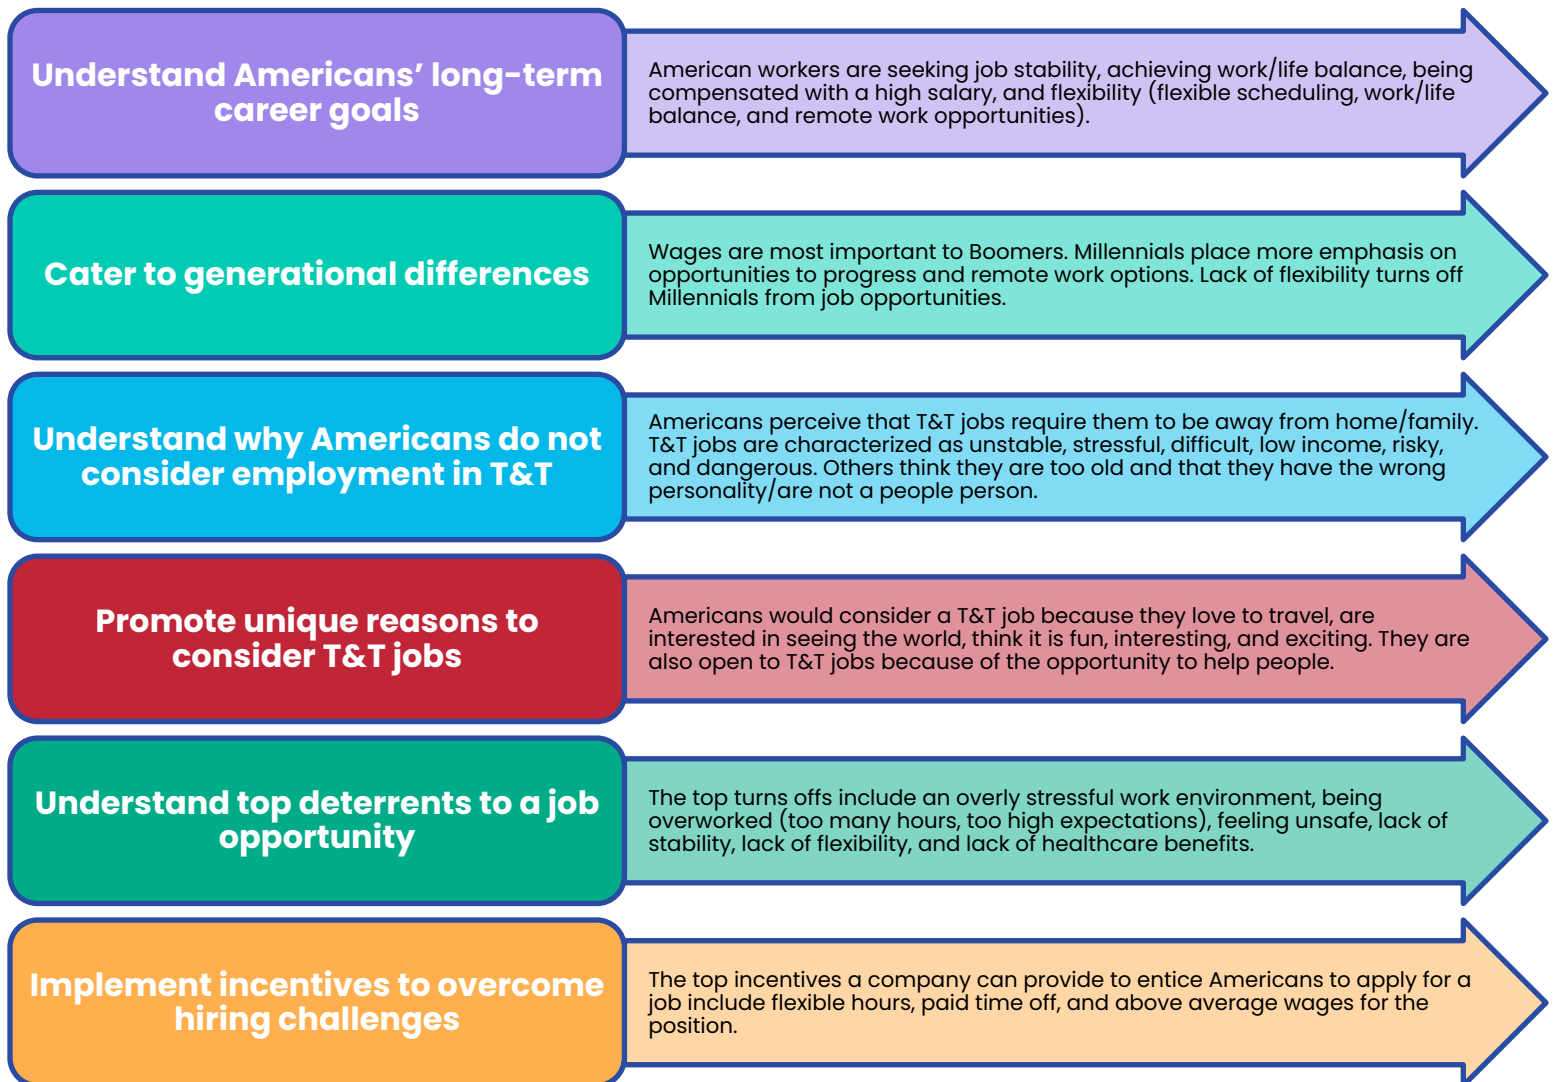 Understand Americans’ long-term
career goals
American workers are seeking job stability, achieving work/life balance, being
compensated with a high salary, and flexibility (flexible scheduling, work/life
balance, and remote work opportunities).
Cater to generational differences
Wages are most important to Boomers. Millennials place more emphasis on
opportunities to progress and remote work options. Lack of flexibility turns off
Millennials from job opportunities.
Understand why Americans do not
consider employment in T&T
Americans perceive that T&T jobs require them to be away from home/family.
T&T jobs are characterized as unstable, stressful, difficult, low income, risky,
and dangerous. Others think they are too old and that they have the wrong
personality/are not a people person.
Promote unique reasons to
consider T&T jobs
Americans would consider a T&T job because they love to travel, are
interested in seeing the world, think it is fun, interesting, and exciting. They are
also open to T&T jobs because of the opportunity to help people.
Understand top deterrents to a job
opportunity
The top turns offs include an overly stressful work environment, being
overworked (too many hours, too high expectations), feeling unsafe, lack of
stability, lack of flexibility, and lack of healthcare benefits.
Implement incentives to overcome
hiring challenges
The top incentives a company can provide to entice Americans to apply for a
job include flexible hours, paid time off, and above average wages for the
position.